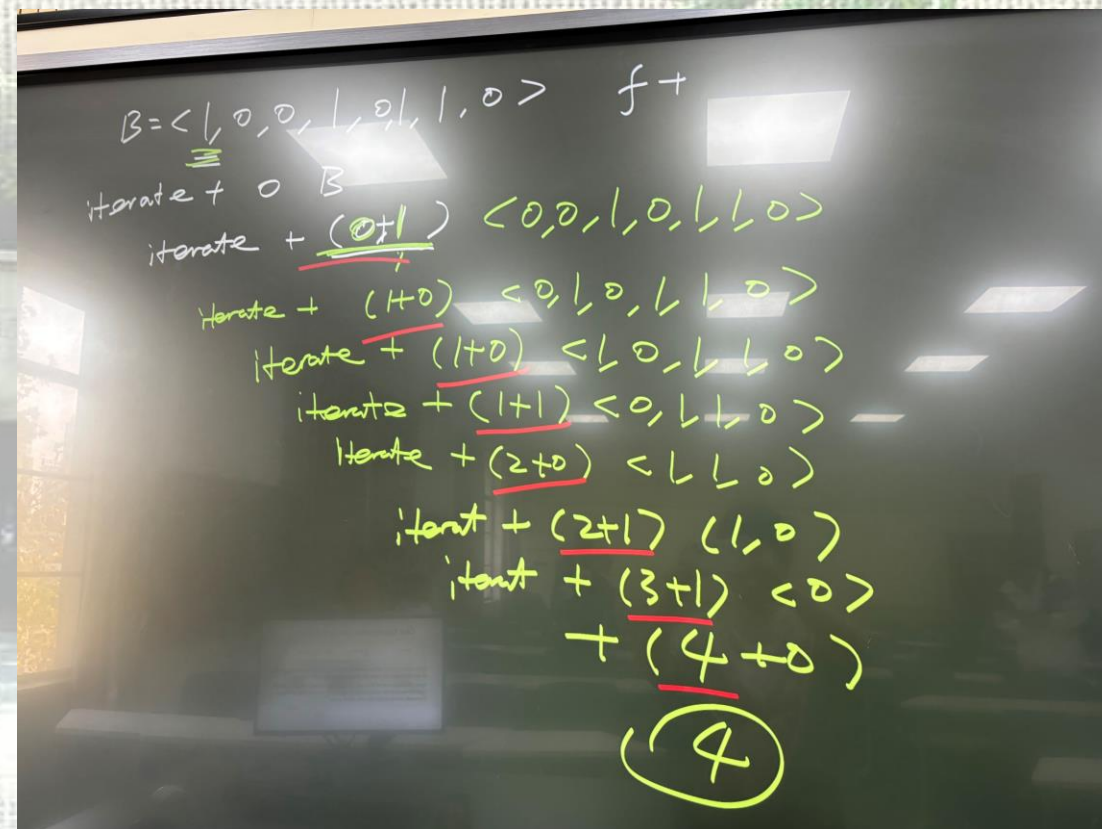 B=<1,0,0,1,0,1,1,0> f+
iterate + 0 B
iterate + (0+1) <0,0,1,0,1,1,0>
iterate + (1+0) <0,1,0,1,1,0>
iterate + (1+0) <1,0,1,1,0>
iterate + (1+1) <0,1,1,0>
iterate + (2+0) <1,1,0>
iterat + (2+1) (1,0)
iterat + (3+1) <0>
+ (4+0)
4